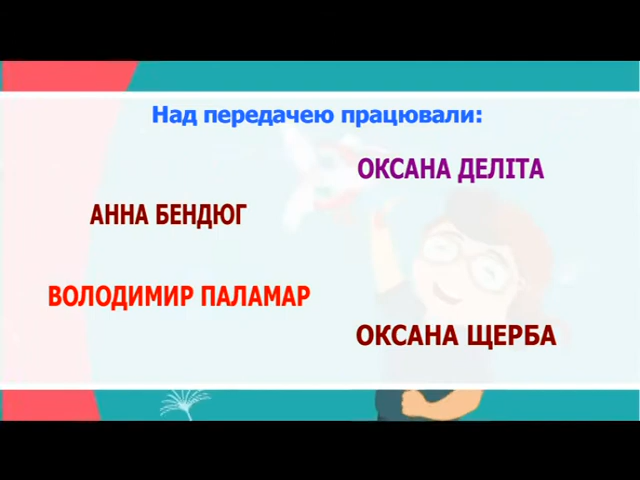 Над передачею працювали:
ОКСАНА ДЕЛІТА
АННА БЕНДЮГ
ВОЛОДИМИР ПАЛАМАР
ОКСАНА ЩЕРБА